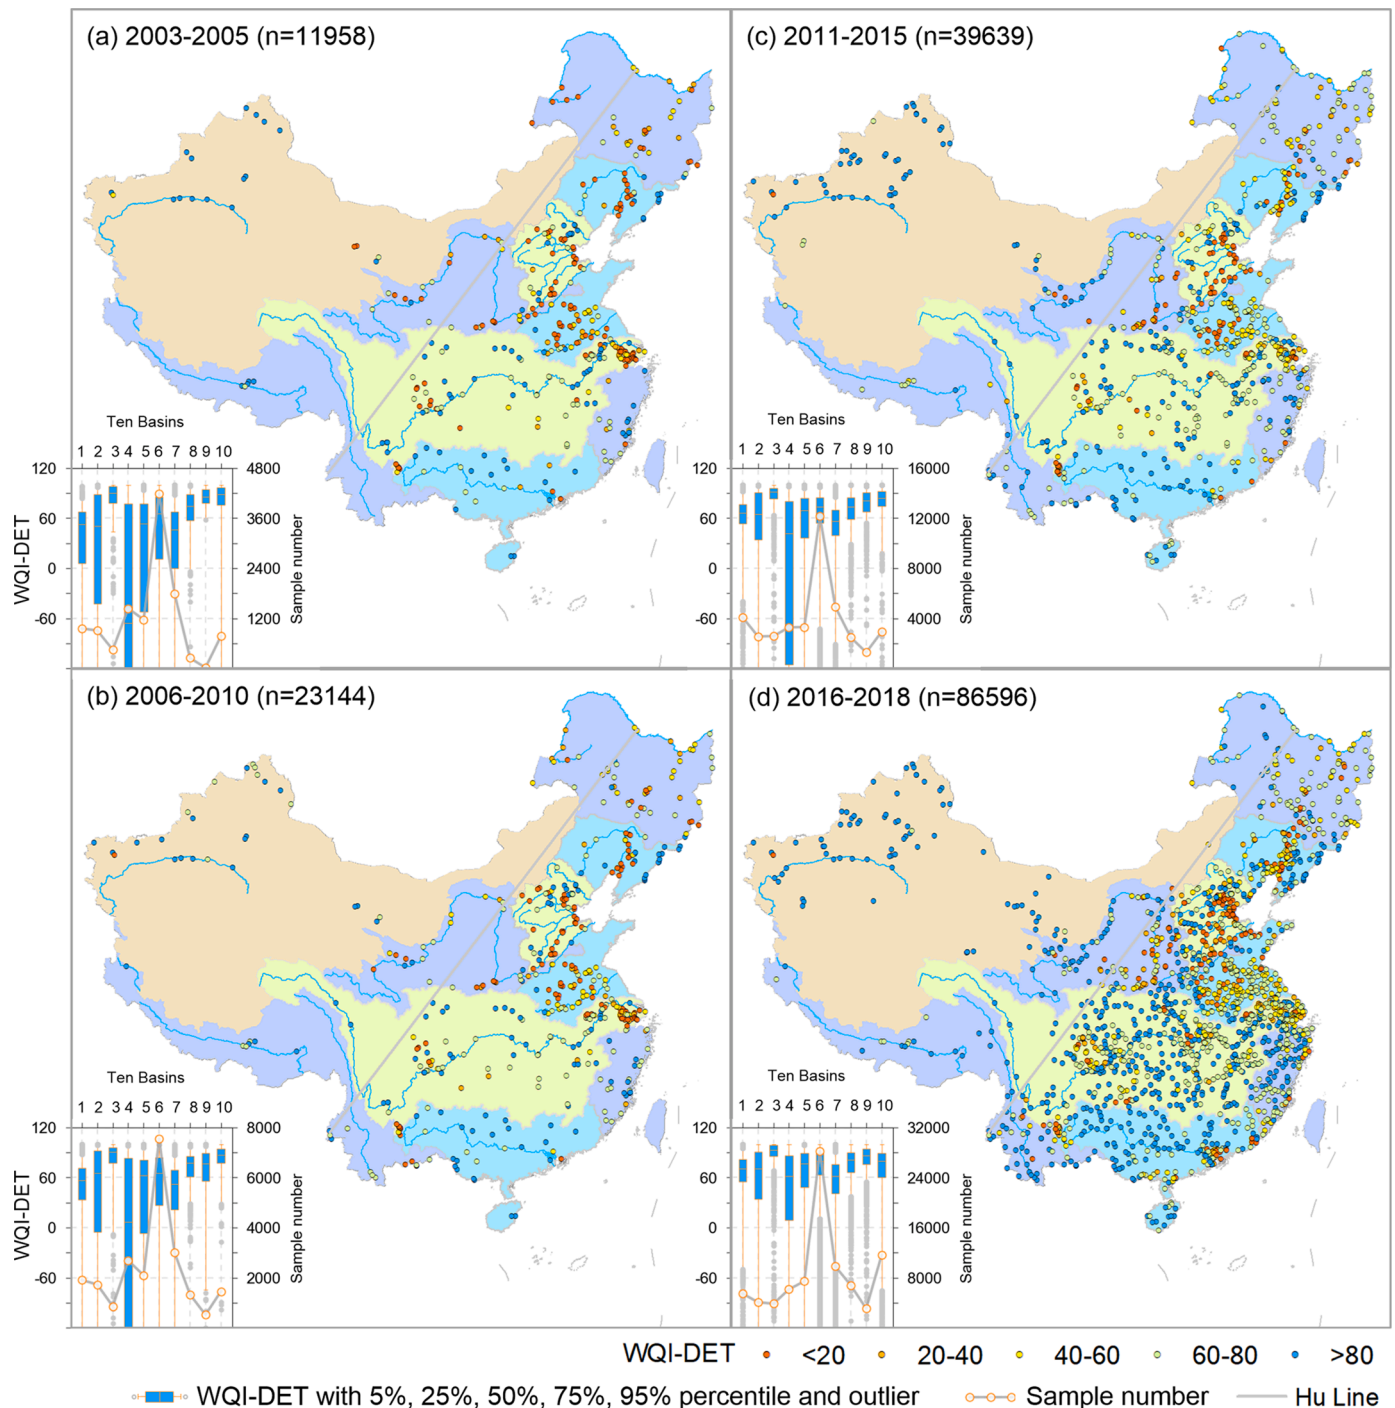 (a) 2003-2005 (n=11958)
Ten Basins
1 2 3 4 5 6 7 8 9 10
120
60
0
-60
WQI-DET
4800
3600
2400
1200
Sample number
(c) 2011-2015 (n=39639)
Ten Basins
1 2 3 4 5 6 7 8 9 10
120
60
0
-60
16000
12000
8000
4000
Sample number
(b) 2006-2010 (n=23144)
Ten Basins
1 2 3 4 5 6 7 8 9 10
120
60
0
-60
WQI-DET
8000
6000
4000
2000
Sample number
(d) 2016-2018 (n=86596)
Ten Basins
1 2 3 4 5 6 7 8 9 10
120
60
0
-60
32000
24000
16000
8000
Sample number
WQI-DET <20 20-40 40-60 60-80 >80
WQI-DET with 5%, 25%, 50%, 75%, 95% percentile and outlier Sample number Hu Line